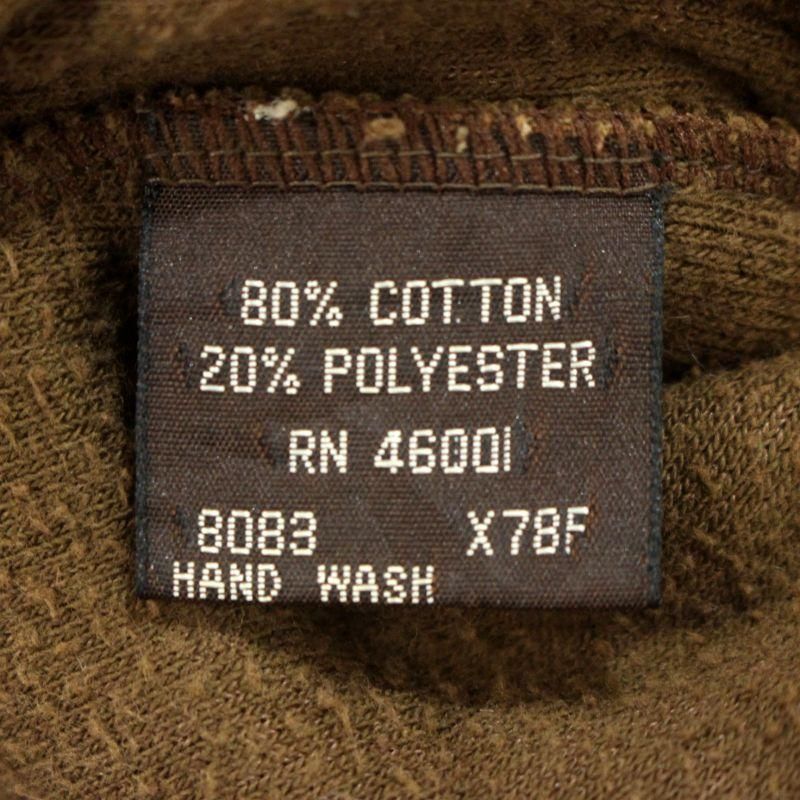 80% COTTON
20% POLYESTER
RN 46001
8083 X78F
HAND WASH